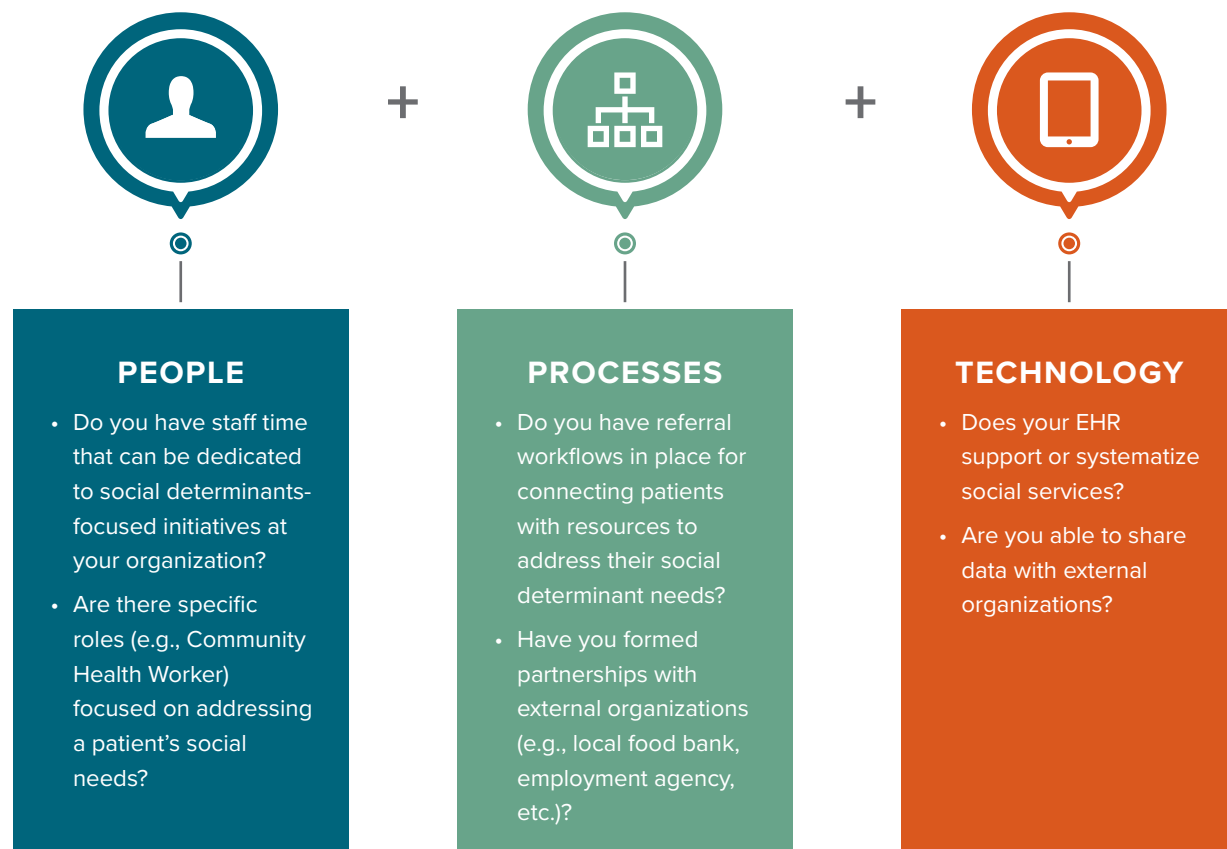 PEOPLE
• Do you have staff time
that can be dedicated
to social determinants-
focused initiatives at
your organization?
• Are there specific
roles (e.g., Community
Health Worker)
focused on addressing
a patient’s social
needs?
PROCESSES
• Do you have referral
workflows in place for
connecting patients
with resources to
address their social
determinant needs?
• Have you formed
partnerships with
external organizations
(e.g., local food bank,
employment agency,
etc.)?
TECHNOLOGY
• Does your EHR
support or systematize
social services?
• Are you able to share
data with external
organizations?